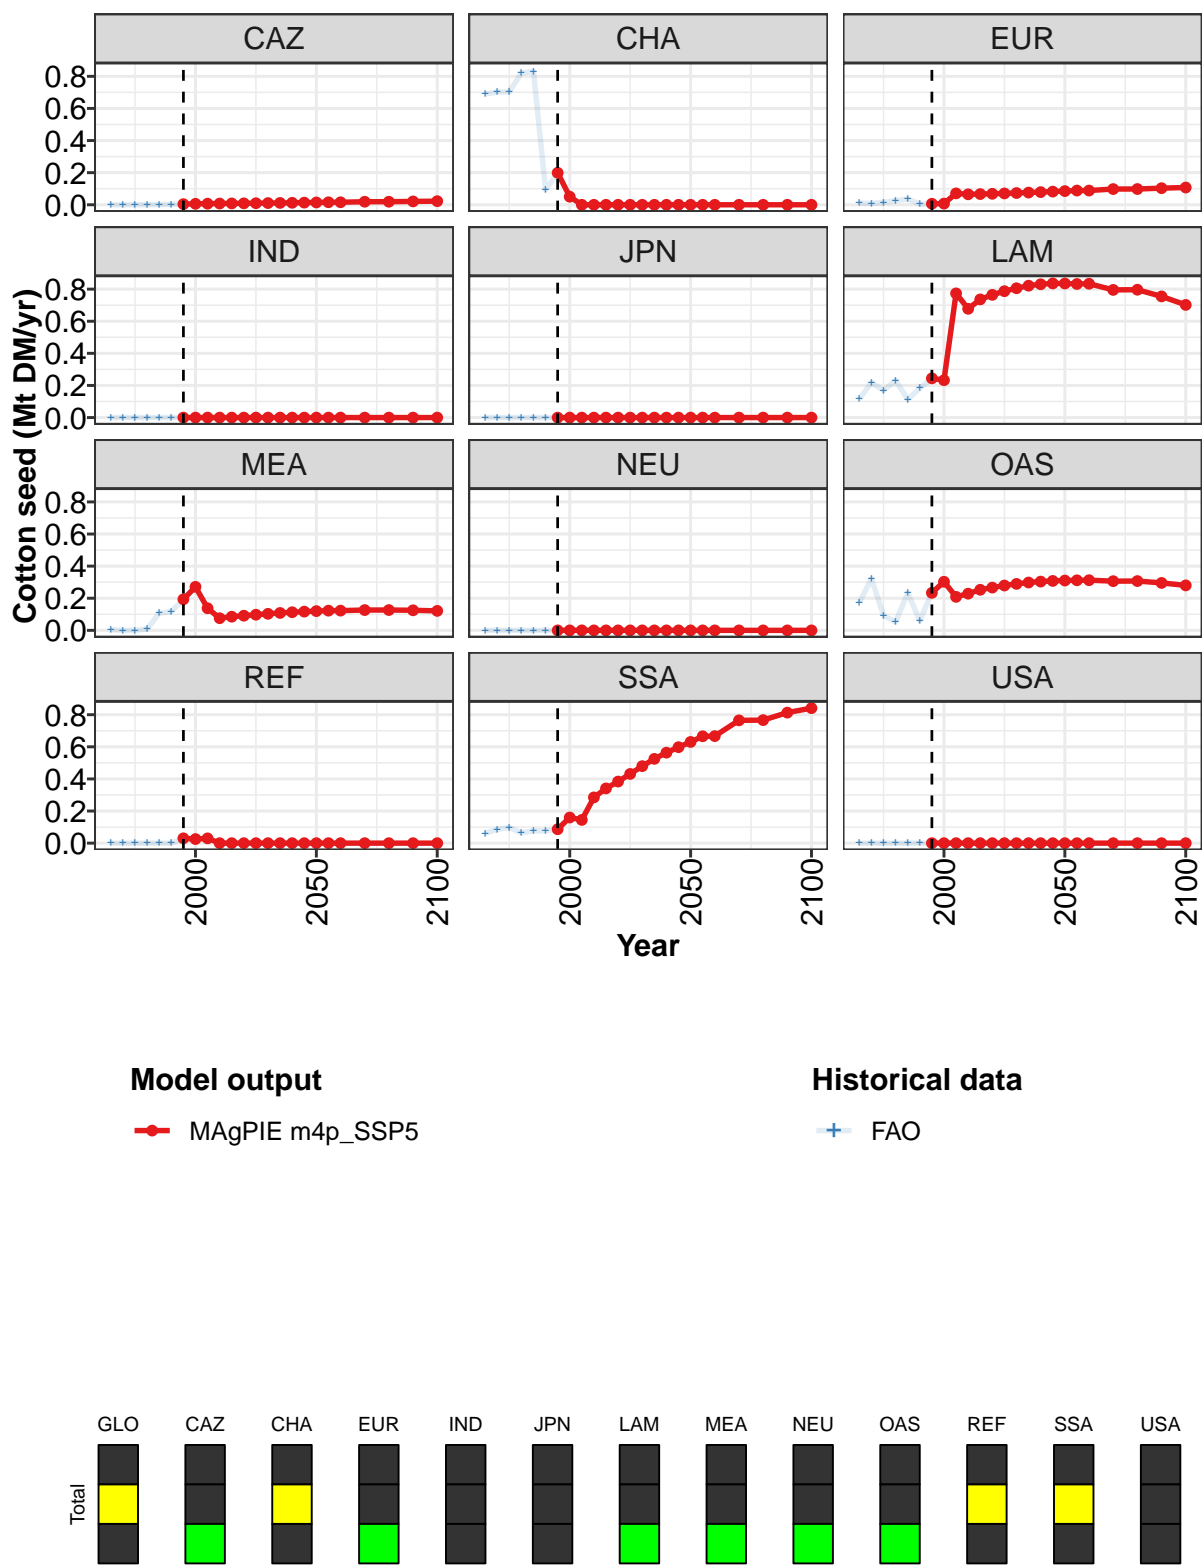 CAZ CHA EUR
0.8
0.6
0.4
0.2
0.0
IND JPN LAM
0.8
0.6
0.4
0.2
0.0
Cotton seed (Mt DM/yr)
MEA NEU OAS
0.8
0.6
0.4
0.2
0.0
REF SSA USA
0.8
0.6
0.4
0.2
0.0
2000 2050 2100 2000 2050 2100 2000 2050 2100
Year
Model output Historical data
MAgPIE m4p_SSP5 FAO
GLO CAZ CHA EUR IND JPN LAM MEA NEU OAS REF SSA USA
Total